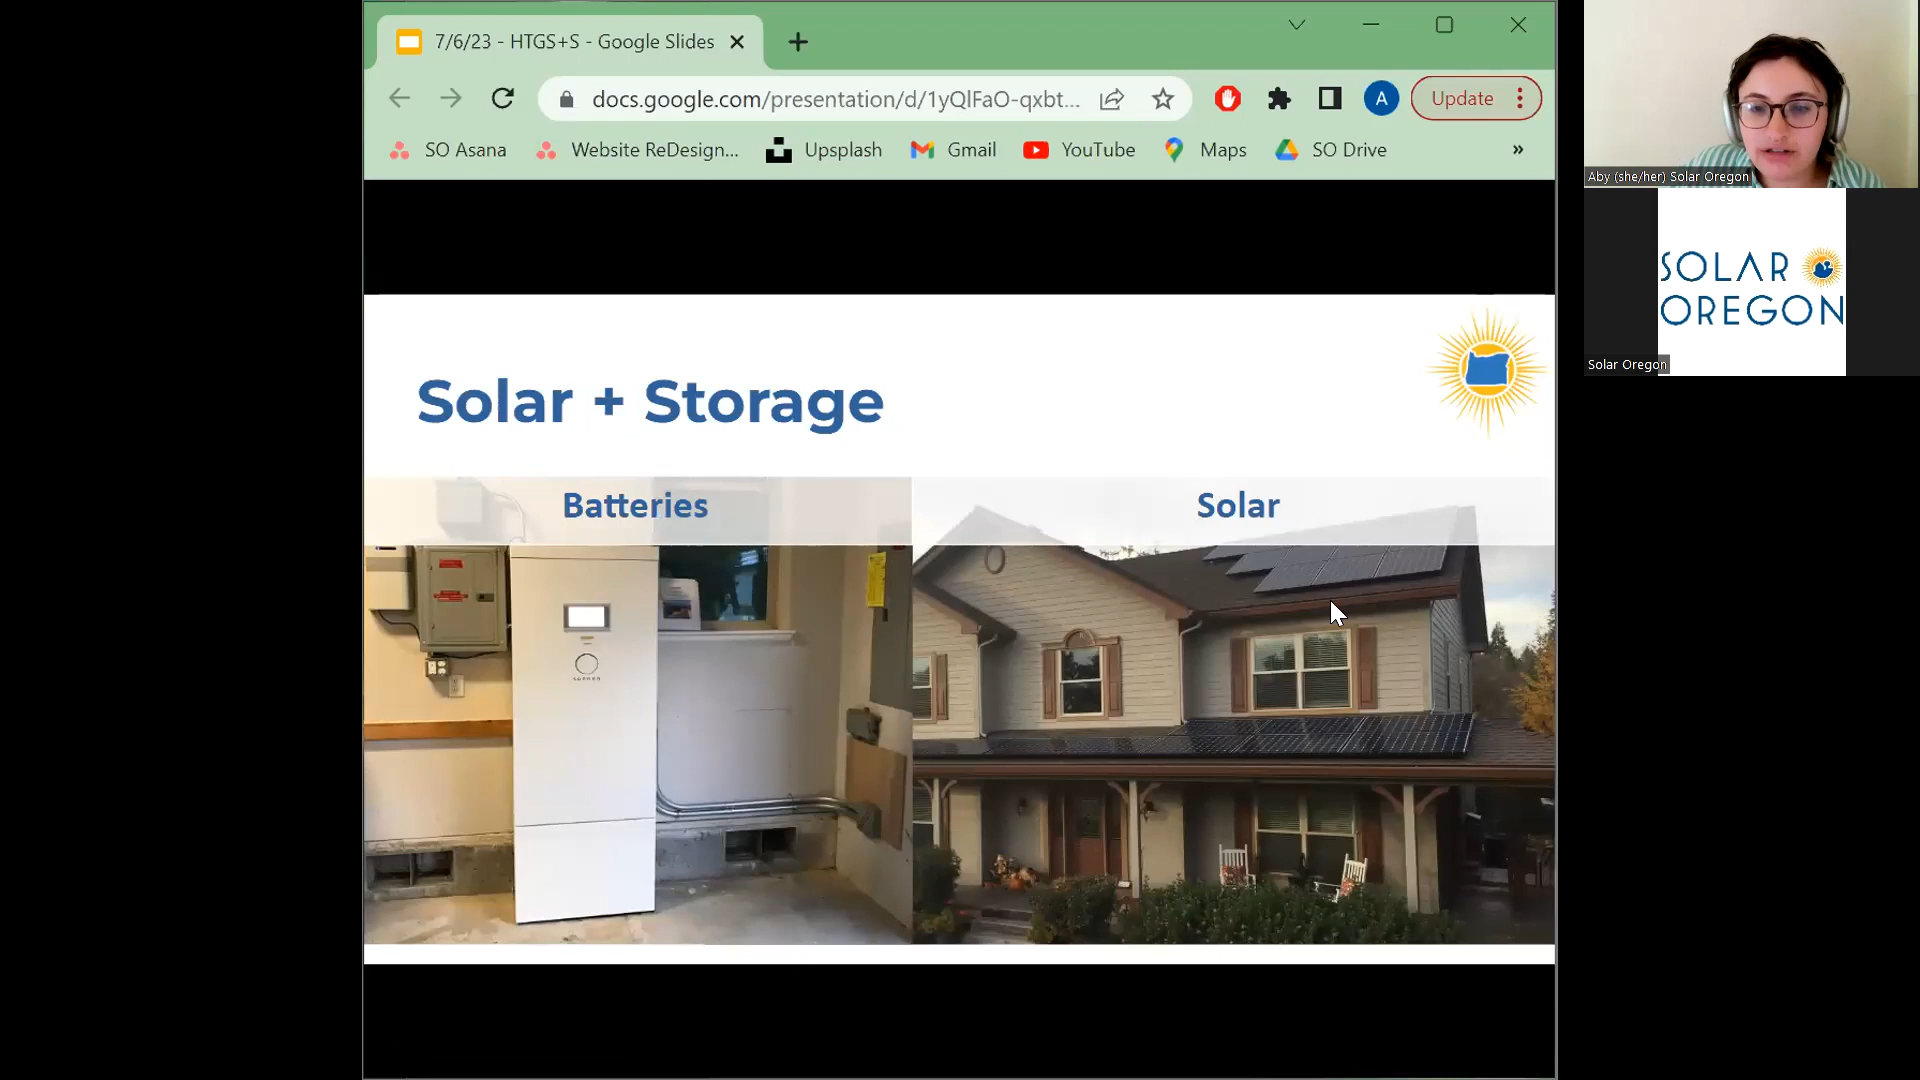 7/6/23 - HTGS+S - Google Slides
docs.google.com/presentation/d/1yQlFaO-qxbt...
A
Update
SO Asana
Website ReDesign...
Upsplash
Gmail
YouTube
Maps
SO Drive
»
Solar + Storage
Batteries
Solar
Aby (she/her) Solar Oregon
SOLAR
OREGON
Solar Oregon